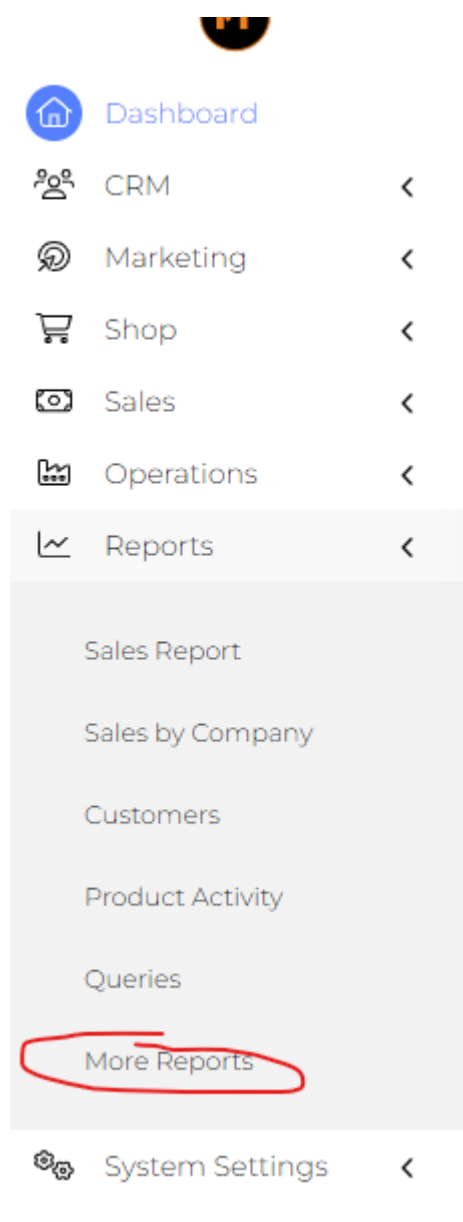 Dashboard
CRM
Marketing
Shop
Sales
Operations
Reports
Sales Report
Sales by Company
Customers
Product Activity
Queries
More Reports
System Settings